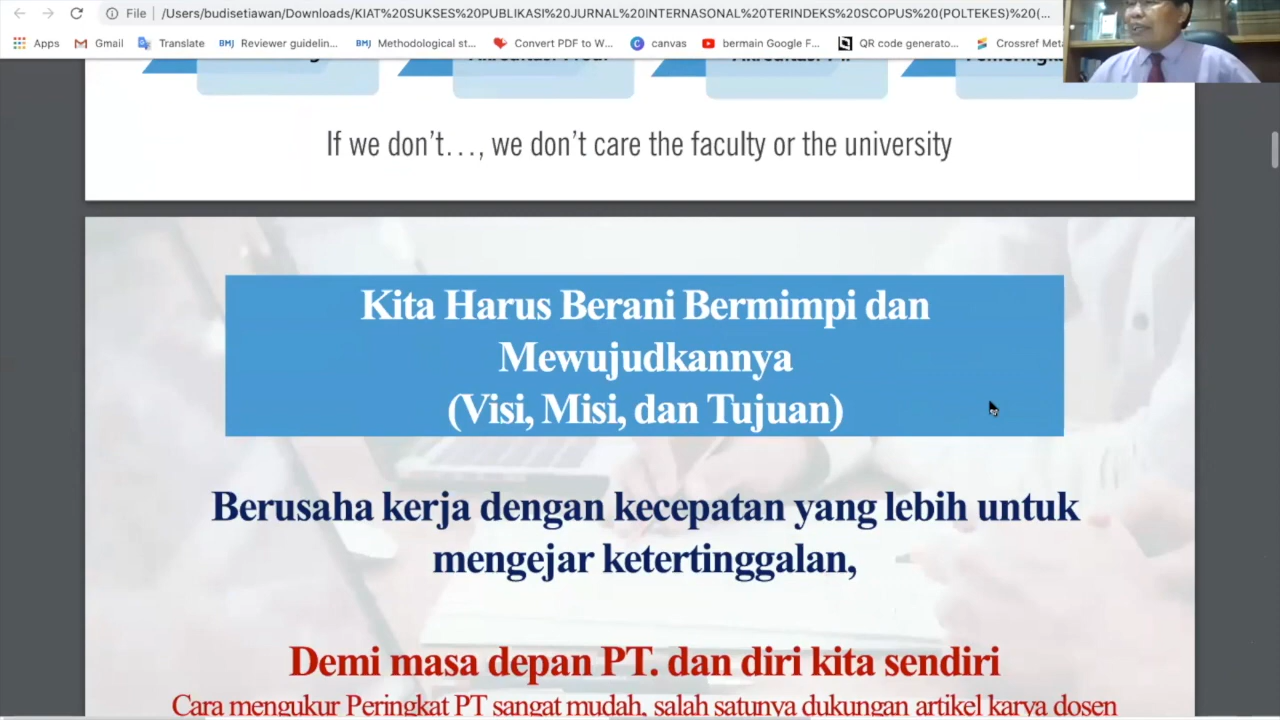 File
/Users/budisetiawan/Downloads/KIAT%20SUKSES%20PUBLIKASI%20JURNAL%20INTERNASONAL%20TERINDEKS%20SCOPUS%20(POLTEKES)%20(...
Apps Gmail Translate BMJ Reviewer guidelin... BMJ Methodological st... Convert PDF to W... canvas bermain Google F... QR code generato... Crossref Meta
If we don't..., we don't care the faculty or the university
Kita Harus Berani Bermimpi dan
Mewujudkannya
(Visi, Misi, dan Tujuan)
Berusaha kerja dengan kecepatan yang lebih untuk
mengejar ketertinggalan,
Demi masa depan PT. dan diri kita sendiri
Cara mengukur Peringkat PT sangat mudah, salah satunya dukungan artikel karya dosen